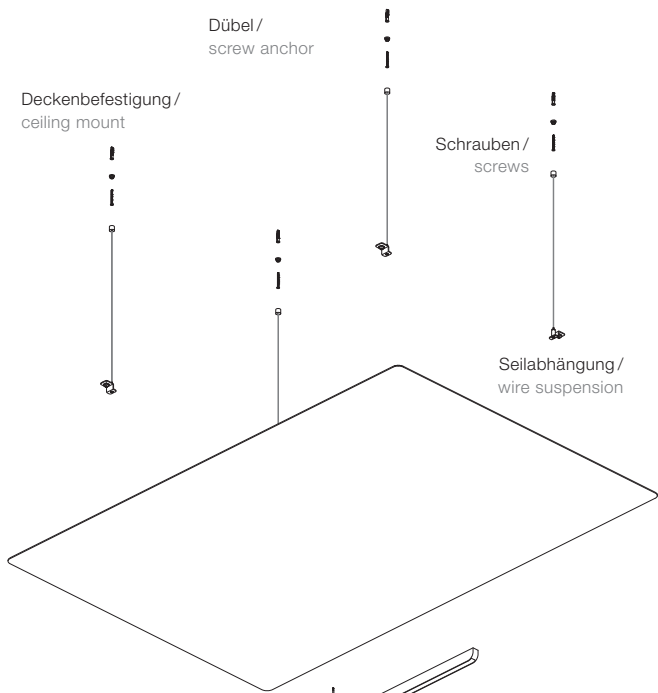 Dübel /
screw anchor
Deckenbefestigung /
ceiling mount
Schrauben /
screws
Seilabhängung /
wire suspension